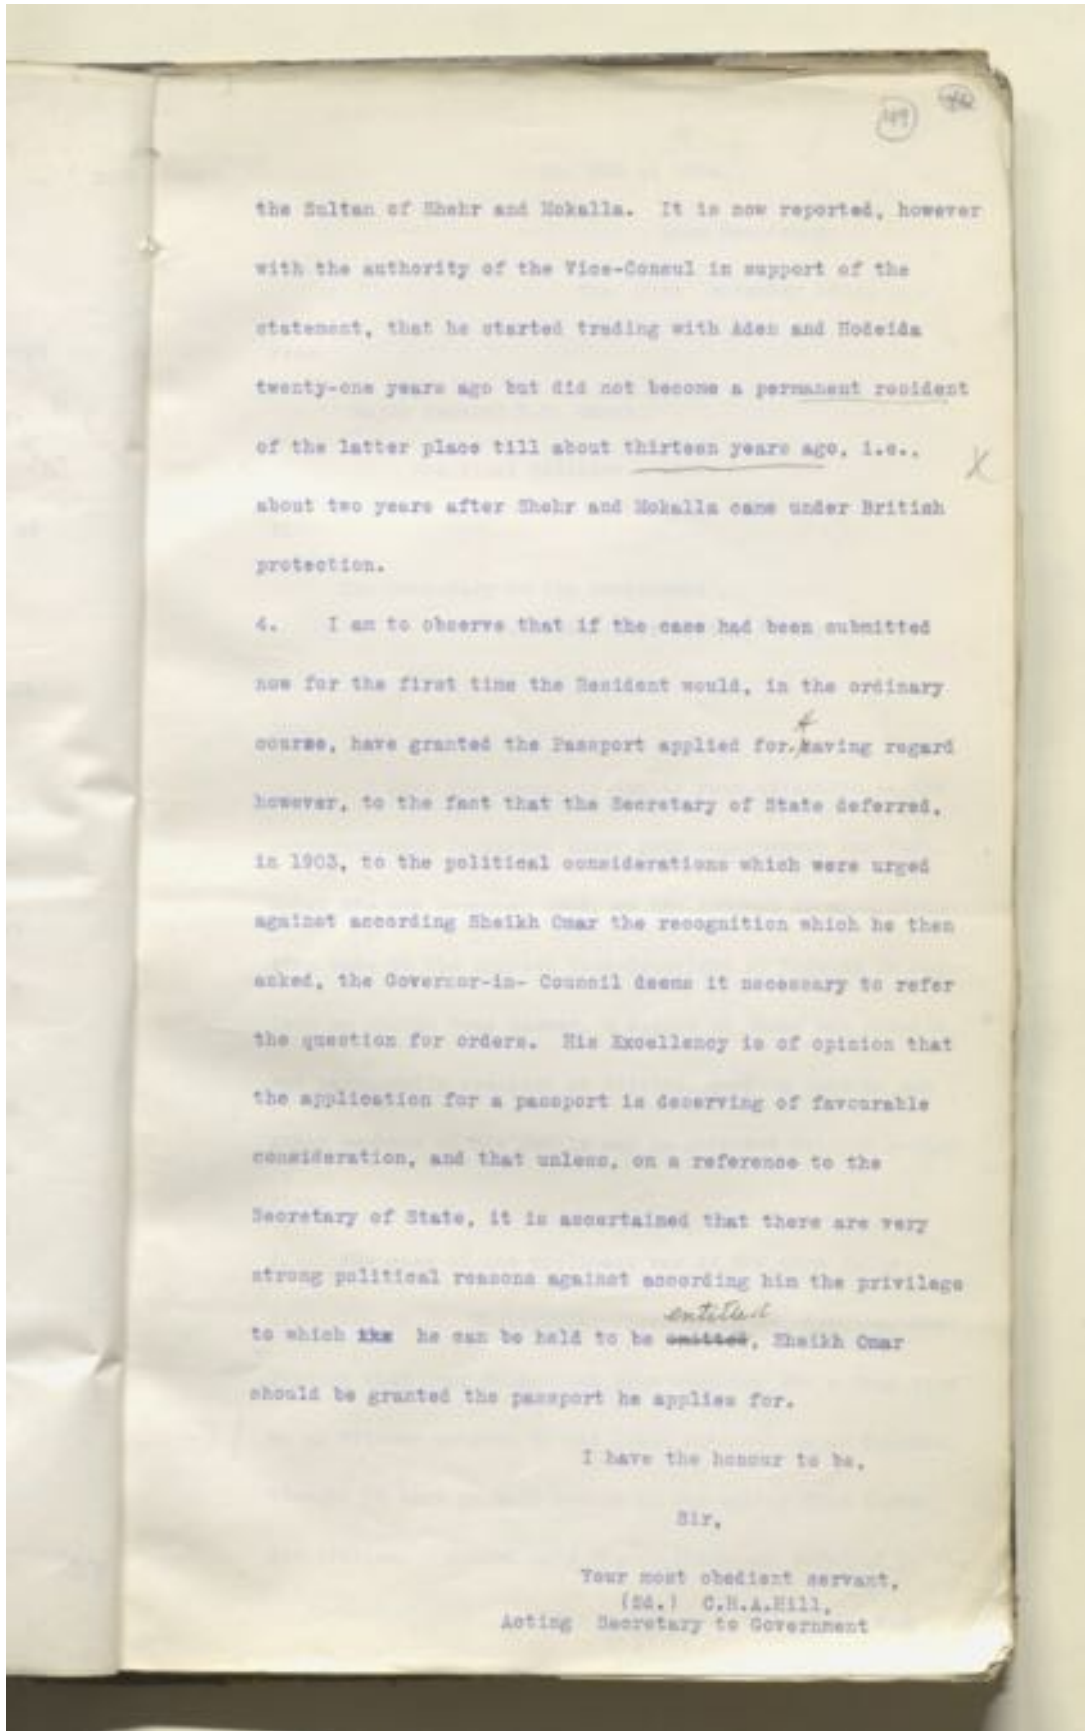 49
the Sultan of Shehr and Mokalla. It is now reported, however
with the authority of the Vice-Consul in support of the
statement, that he started trading with Aden and Hodeida
twenty-one years ago but did not become a permanent resident
of the latter place till about thirteen years ago, i.e.,
X
about two years after Shehr and Mokalla came under British
protection.
4. I am to observe that if the case had been submitted
now for the first time the Resident would, in the ordinary
course, have granted the Passport applied for. Having regard
however, to the fact that the Secretary of State deferred,
in 1903, to the political considerations which were urged
against according Sheikh Omar the recognition which he then
asked, the Governor-in- Council deems it necessary to refer
the question for orders. His Excellency is of opinion that
the application for a passport is deserving of favourable
consideration, and that unless, on a reference to the
Secretary of State, it is ascertained that there are very
strong political reasons against according him the privilege
entitled
to which the he can be held to be omitted, Shaikh Omar
should be granted the passport he applies for.
I have the honour to be,
Sir,
Your most obedient servant,
(Sd.) C.H.A.Hill,
Acting Secretary to Government